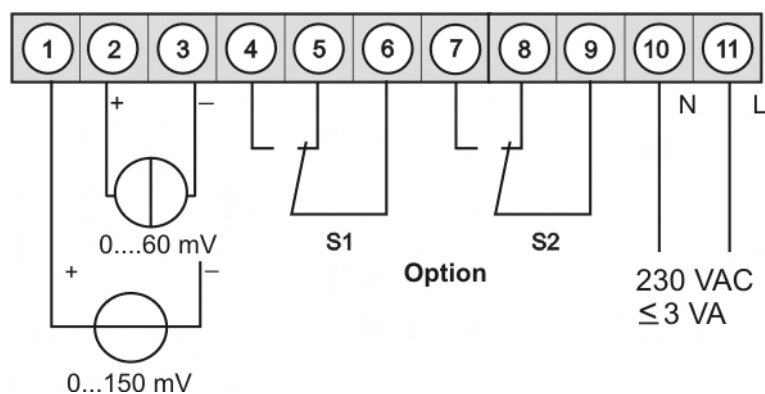 1 2 3 4 5 6 7 8 9 10 11
+ – N L
0....60 mV
S1 S2
+ – Option
230 VAC
≤ 3 VA
0...150 mV